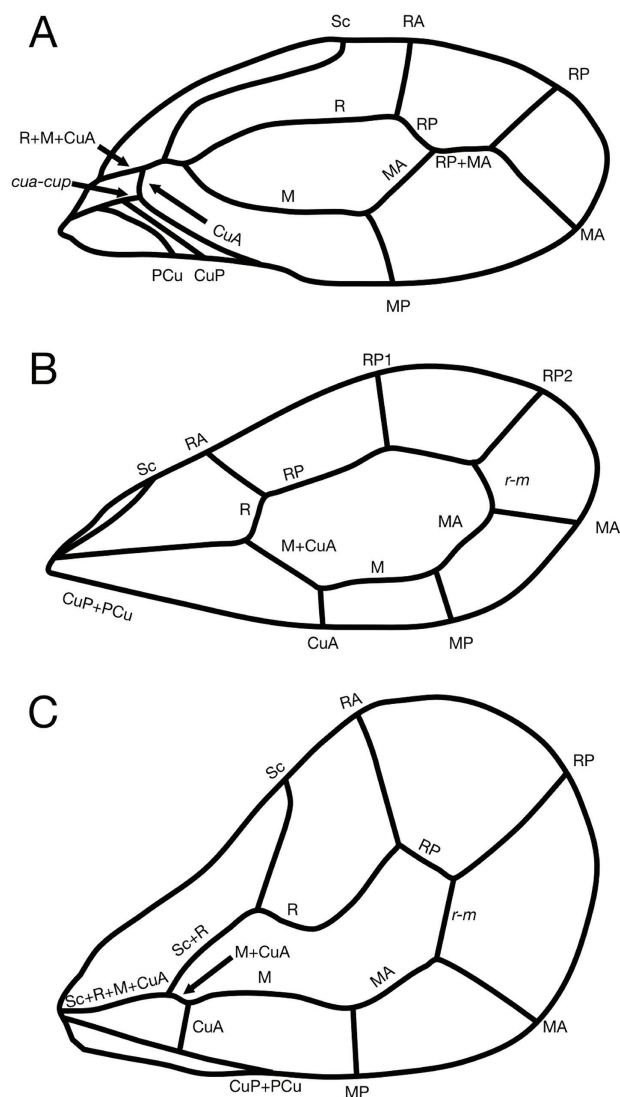 A
Sc
RA
RP
R
RP
R+M+CuA
cua-cup
MA
RP+MA
M
CuA
MA
PCu
CuP
MP
B
RP1
RP2
RA
Sc
RP
r-m
R
MA
MA
M+CuA
M
CuP+PCu
CuA
MP
C
RA
Sc
RP
RP
R
r-m
Sc+R
M+CuA
M
MA
Sc+R+M+CuA
CuA
MA
CuP+PCu
MP